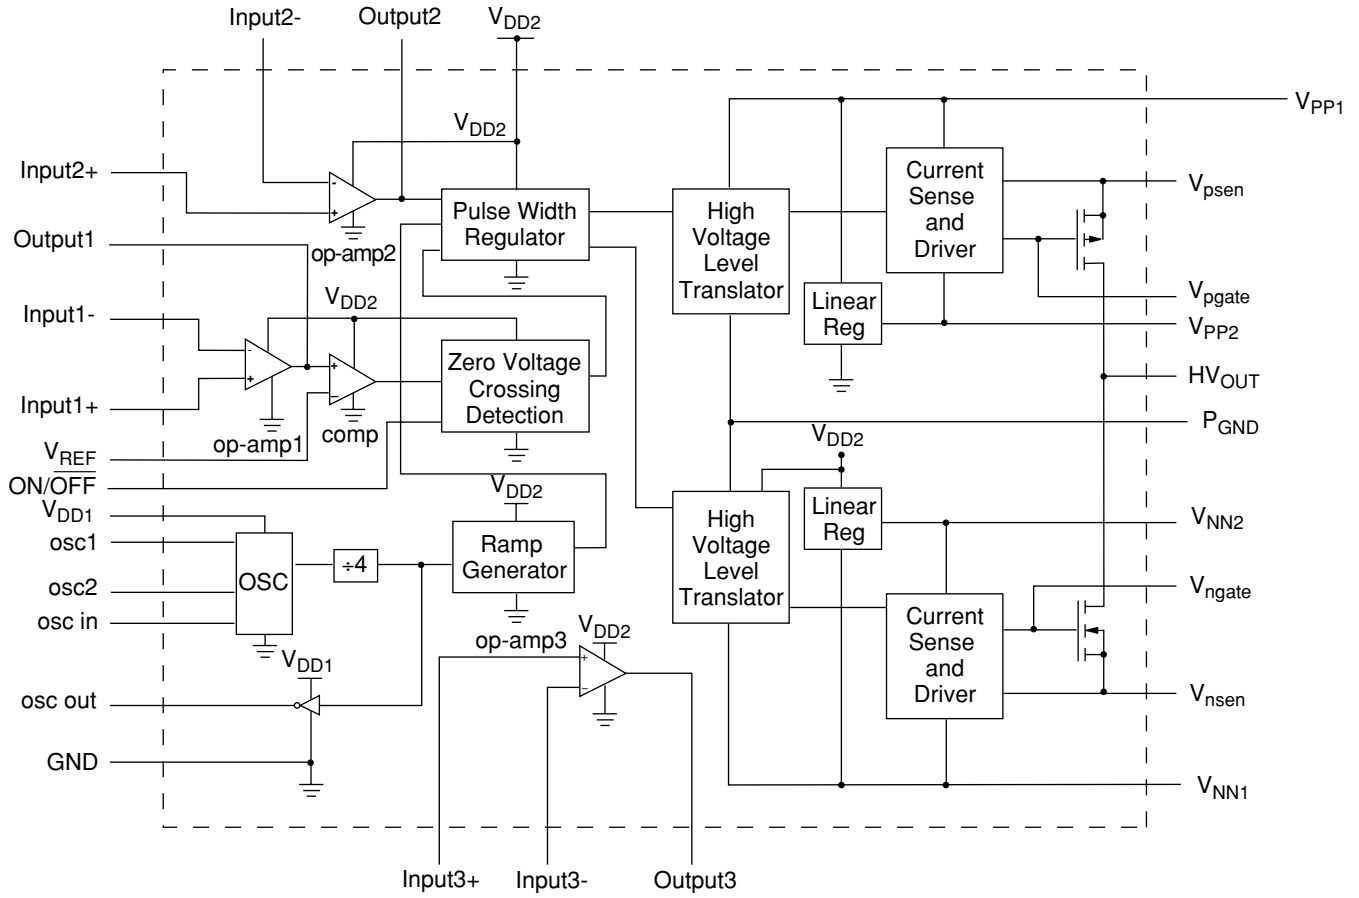 Input2-
Output2
VDD2
VPP1
VDD2
Input2+
Output1
op-amp2
Pulse Width
Regulator
High
Voltage
Level
Translator
Current
Sense
and
Driver
Vpsen
Vpgate
Linear
Reg
VPP2
Input1-
VDD2
Zero Voltage
Crossing
Detection
HVOUT
Input1+
op-amp1
comp
PGND
VREF
ON/OFF
VDD1
osc1
osc2
osc in
OSC
÷4
VDD2
Ramp
Generator
VDD2
High
Voltage
Level
Translator
Linear
Reg
VNN2
Vngate
Current
Sense
and
Driver
Vnsen
op-amp3
VDD2
VDD1
osc out
GND
VNN1
Input3+
Input3-
Output3